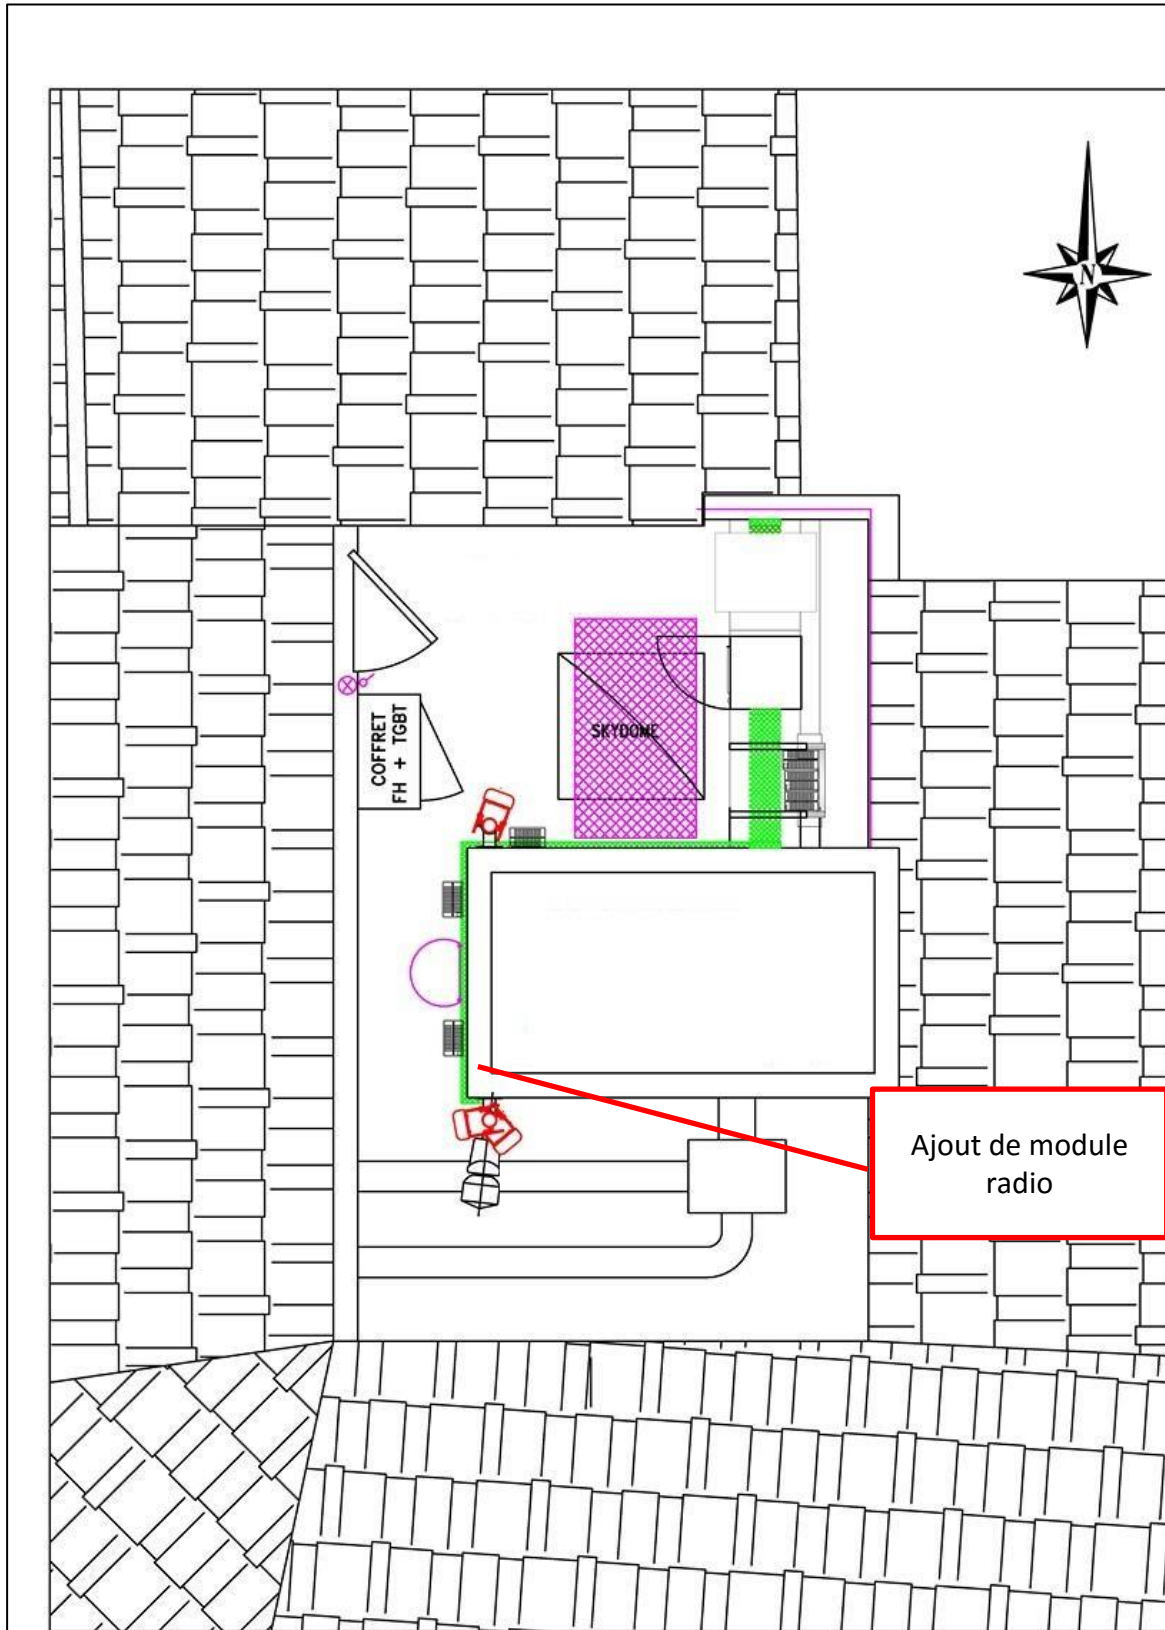 N
COFFRET
FH + TGBT
SKYDOME
Ajout de module
radio